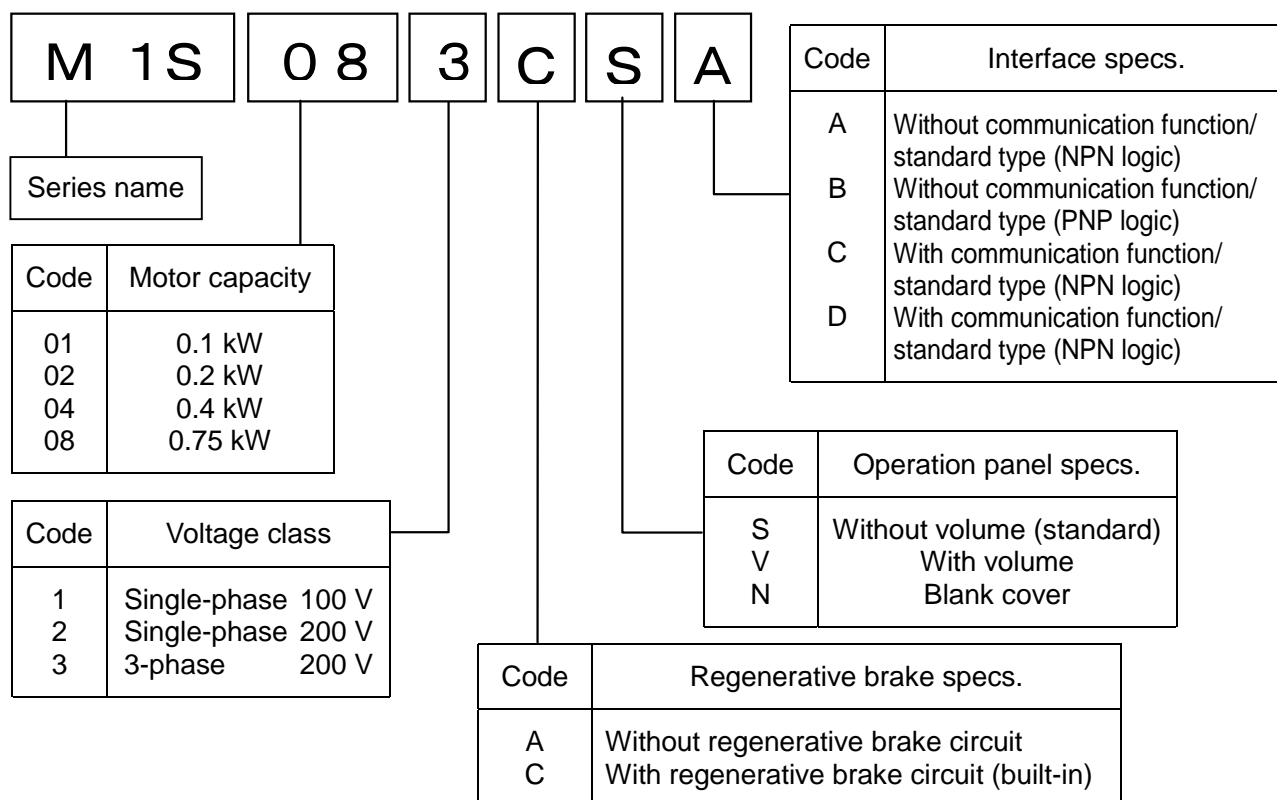 M 1S 0 8 3 C S A
Series name
Code Motor capacity
01 0.1 kW
02 0.2 kW
04 0.4 kW
08 0.75 kW
Code Voltage class
1 Single-phase 100 V
2 Single-phase 200 V
3 3-phase 200 V
Code Interface specs.
A Without communication function/
standard type (NPN logic)
B Without communication function/
standard type (PNP logic)
C With communication function/
standard type (NPN logic)
D With communication function/
standard type (NPN logic)
Code Operation panel specs.
S Without volume (standard)
V With volume
N Blank cover
Code Regenerative brake specs.
A Without regenerative brake circuit
C With regenerative brake circuit (built-in)